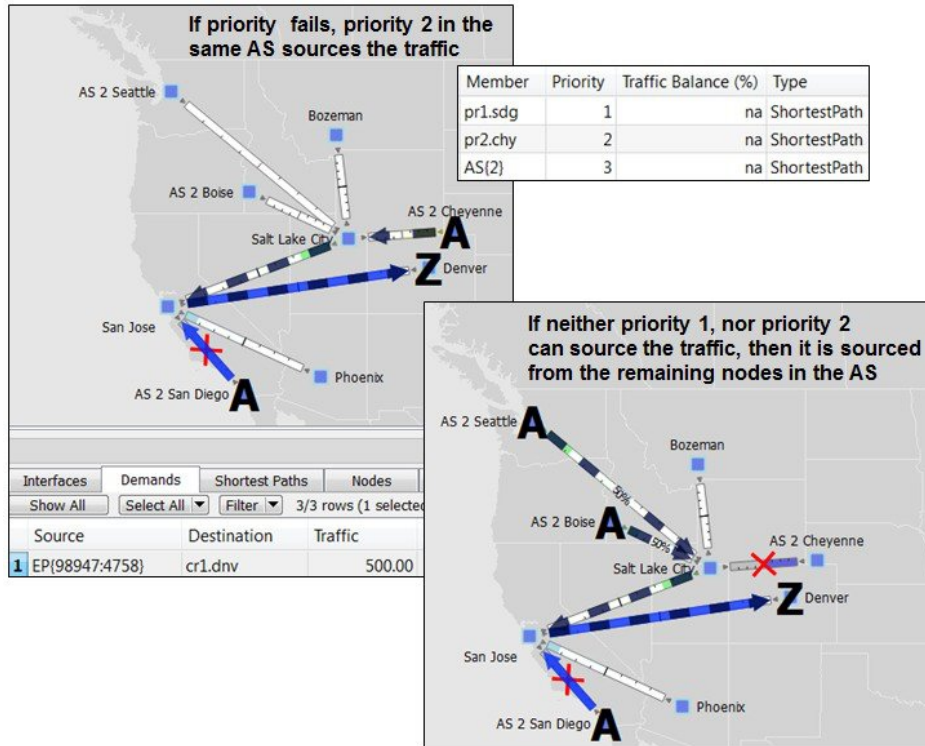 If priority  fails, priority 2 in the
same AS sources the traffic
AS 2 Seattle
Bozeman
AS 2 Boise
AS 2 Cheyenne
A
Salt Lake City
Z
Denver
San Jose
Phoenix
AS 2 San Diego
A
Member Priority Traffic Balance (%) Type
pr1.sdg 1 na ShortestPath
pr2.chy 2 na ShortestPath
AS{2} 3 na ShortestPath
Interfaces Demands Shortest Paths Nodes
Show All Select All Filter 3/3 rows (1 selected
Source Destination Traffic
1 EP{98947:4758} cr1.dnv 500.00
If neither priority 1, nor priority 2
can source the traffic, then it is sourced
from the remaining nodes in the AS
AS 2 Seattle
A
Bozeman
50%
AS 2 Boise
A
50%
AS 2 Cheyenne
Salt Lake City
Z
Denver
San Jose
Phoenix
AS 2 San Diego
A